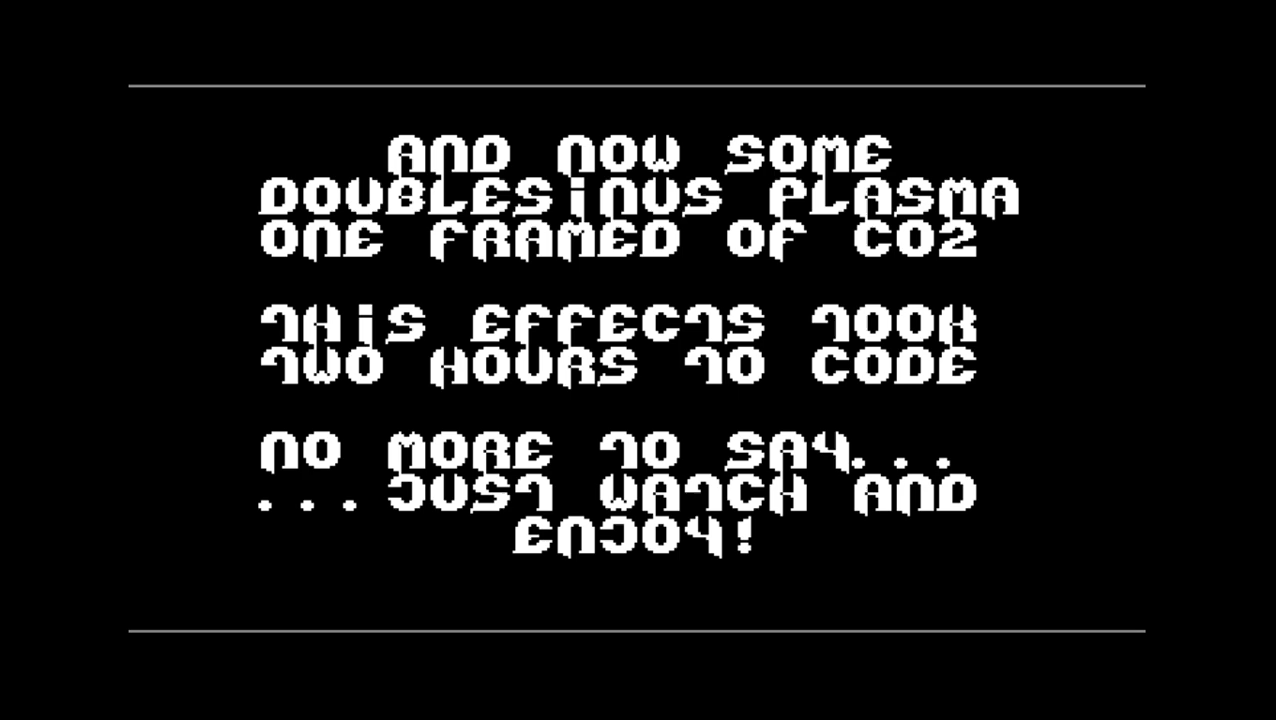 AND NOW SOME
DOUBLESiNUS PLASMA
ONE FRAMED OF CO2
THiS EFFECTS TOOK
TWO HOURS TO CODE
NO MORE TO SAY...
...JUST WATCH AND
ENJOY!